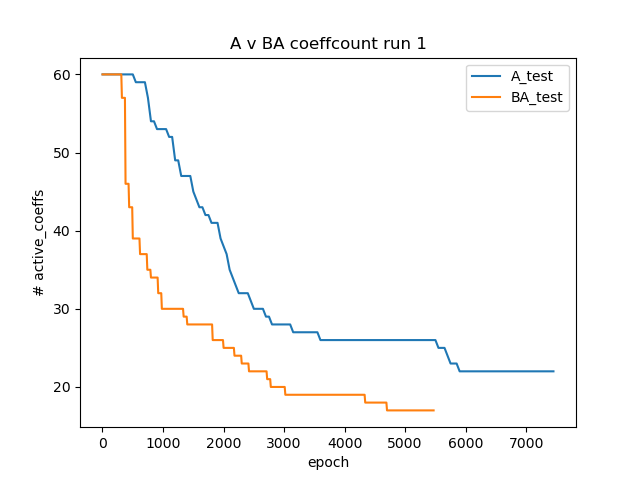 A v BA coeffcount run 1
A_test
BA_test
# active_coeffs
60
50
40
30
20
0 1000 2000 3000 4000 5000 6000 7000
epoch